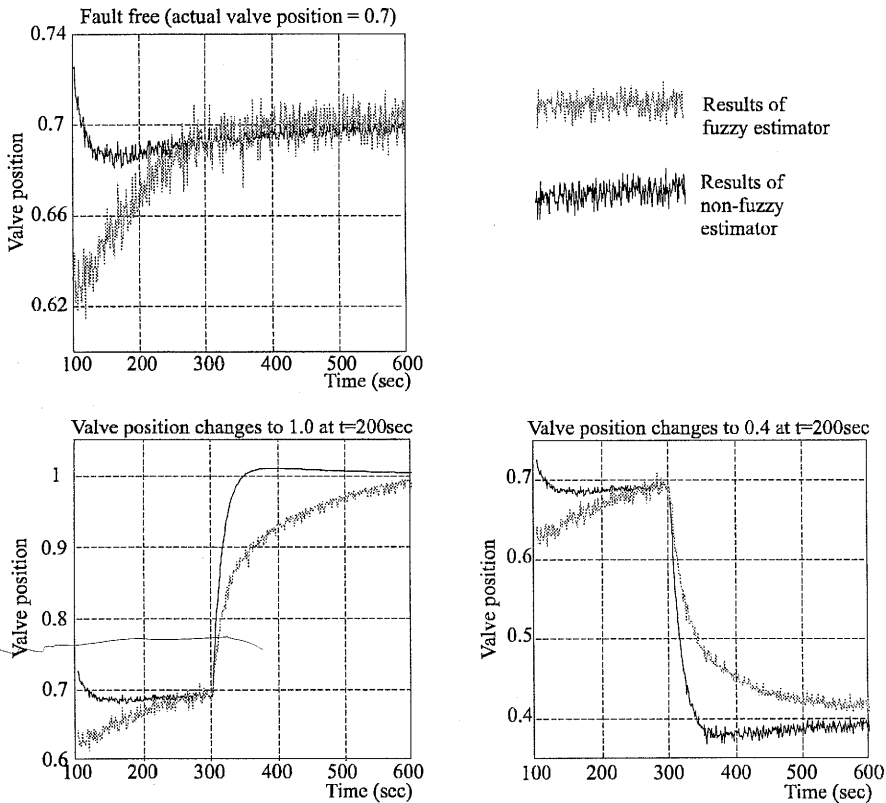 Fault free (actual valve position = 0.7)
0.74
0.7
0.66
0.62
Valve position
100 200 300 400 500 600
Time (sec)
Results of
fuzzy estimator
Results of
non-fuzzy
estimator
Valve position changes to 1.0 at t=200sec
1
0.9
0.8
0.7
0.6
Valve position
100 200 300 400 500 600
Time (sec)
Valve position changes to 0.4 at t=200sec
0.7
0.6
0.5
0.4
Valve position
100 200 300 400 500 600
Time (sec)